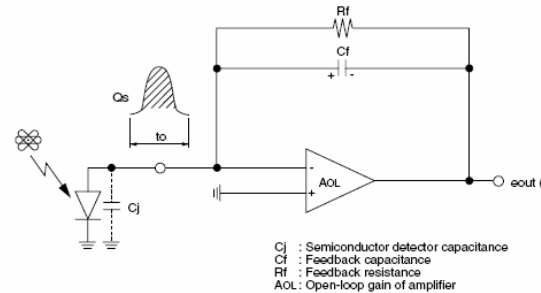 Rf
Cf
+ -
Qs
to
-
+
AOL
Cj
eout (
Cj : Semiconductor detector capacitance
Cf : Feedback capacitance
Rf : Feedback resistance
AOL : Open-loop gain of amplifier